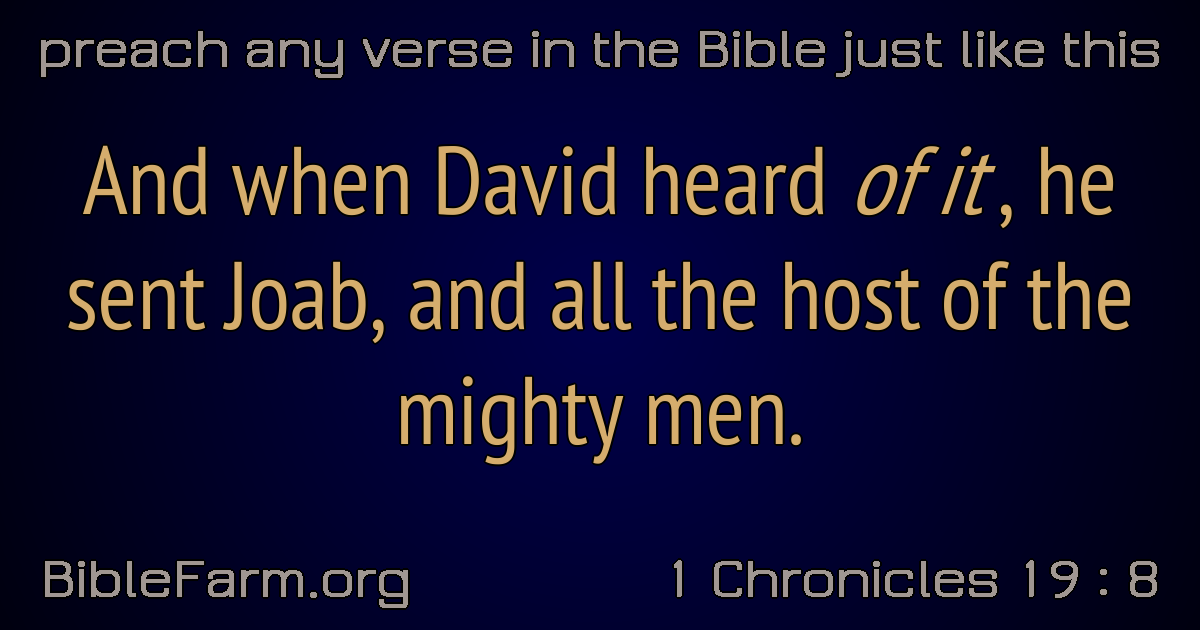 preach any verse in the Bible just like this
And when David heard of it, he
sent Joab, and all the host of the
mighty men.
BibleFarm.org
1 Chronicles 19 : 8